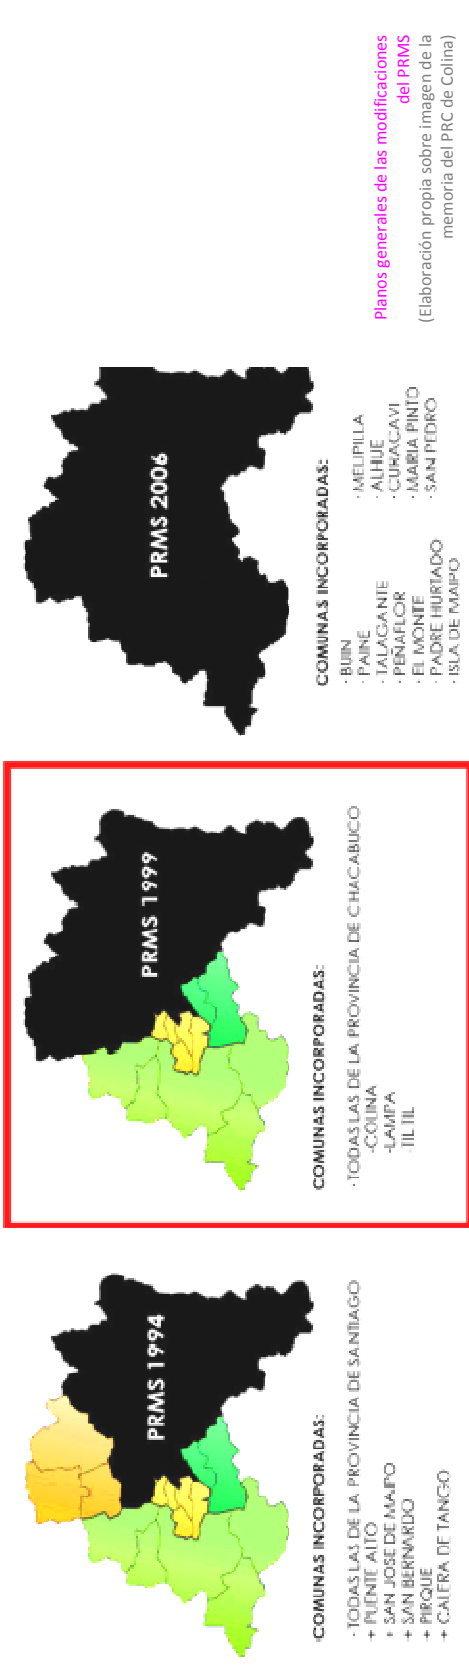 PRMS 1994
·COMUNAS INCORPORADAS:
· TODAS LAS DE LA PROVINCIA DE SANTIAGO
+ PUENTE ALTO
+ SAN JOSE DE MAIPO
+ SAN BERNARDO
+ PIRQUE
+ CALERA DE TANGO
PRMS 1999
COMUNAS INCORPORADAS:
· TODAS LAS DE LA PROVINCIA DE CHACABUCO
-COLINA
-LAMPA
·TIL TIL
PRMS 2006
COMUNAS INCORPORADAS:
· BUIN
· PAINE
· TALAGANTE
· PEÑAFLOR
· EL MONTE
· PADRE HURTADO
· ISLA DE MAIPO
· MELIPILLA
· ALHUE
· CURACAVI
· MARIA PINTO
· SAN PEDRO
Planos generales de las modificaciones
del PRMS
(Elaboración propia sobre imagen de la
memoria del PRC de Colina)